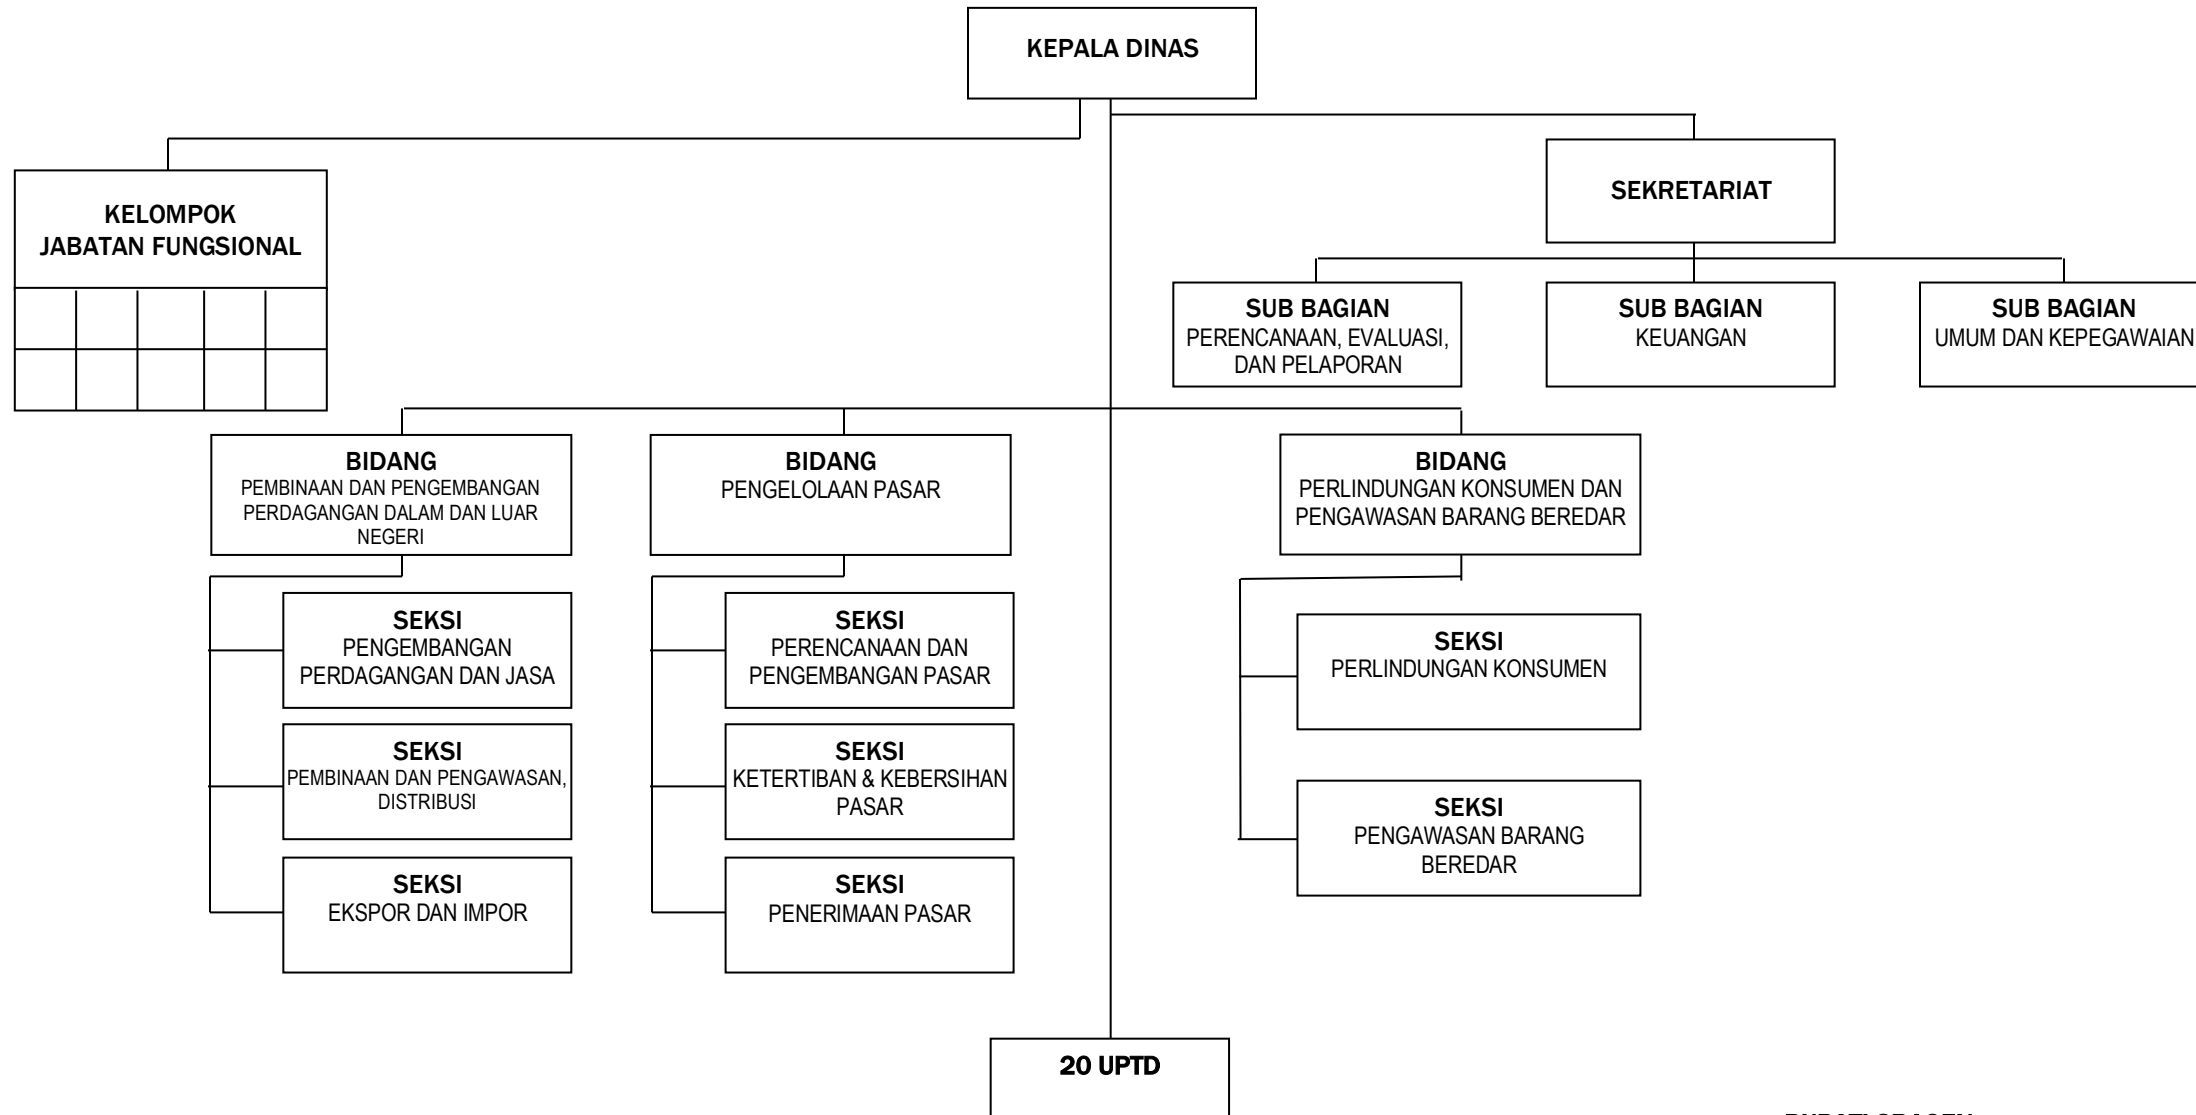 KEPALA DINAS
SEKRETARIAT
KELOMPOK
JABATAN FUNGSIONAL
SUB BAGIAN
PERENCANAAN, EVALUASI,
DAN PELAPORAN
SUB BAGIAN
KEUANGAN
SUB BAGIAN
UMUM DAN KEPEGAWAIAN
BIDANG
PEMBINAAN DAN PENGEMBANGAN
PERDAGANGAN DALAM DAN LUAR
NEGERI
BIDANG
PENGELOLAAN PASAR
BIDANG
PERLINDUNGAN KONSUMEN DAN
PENGAWASAN BARANG BEREDAR
SEKSI
PENGEMBANGAN
PERDAGANGAN DAN JASA
SEKSI
PEMBINAAN DAN PENGAWASAN,
DISTRIBUSI
SEKSI
EKSPOR DAN IMPOR
SEKSI
PERENCANAAN DAN
PENGEMBANGAN PASAR
SEKSI
KETERTIBAN & KEBERSIHAN
PASAR
SEKSI
PENERIMAAN PASAR
SEKSI
PERLINDUNGAN KONSUMEN
SEKSI
PENGAWASAN BARANG
BEREDAR
20 UPTD